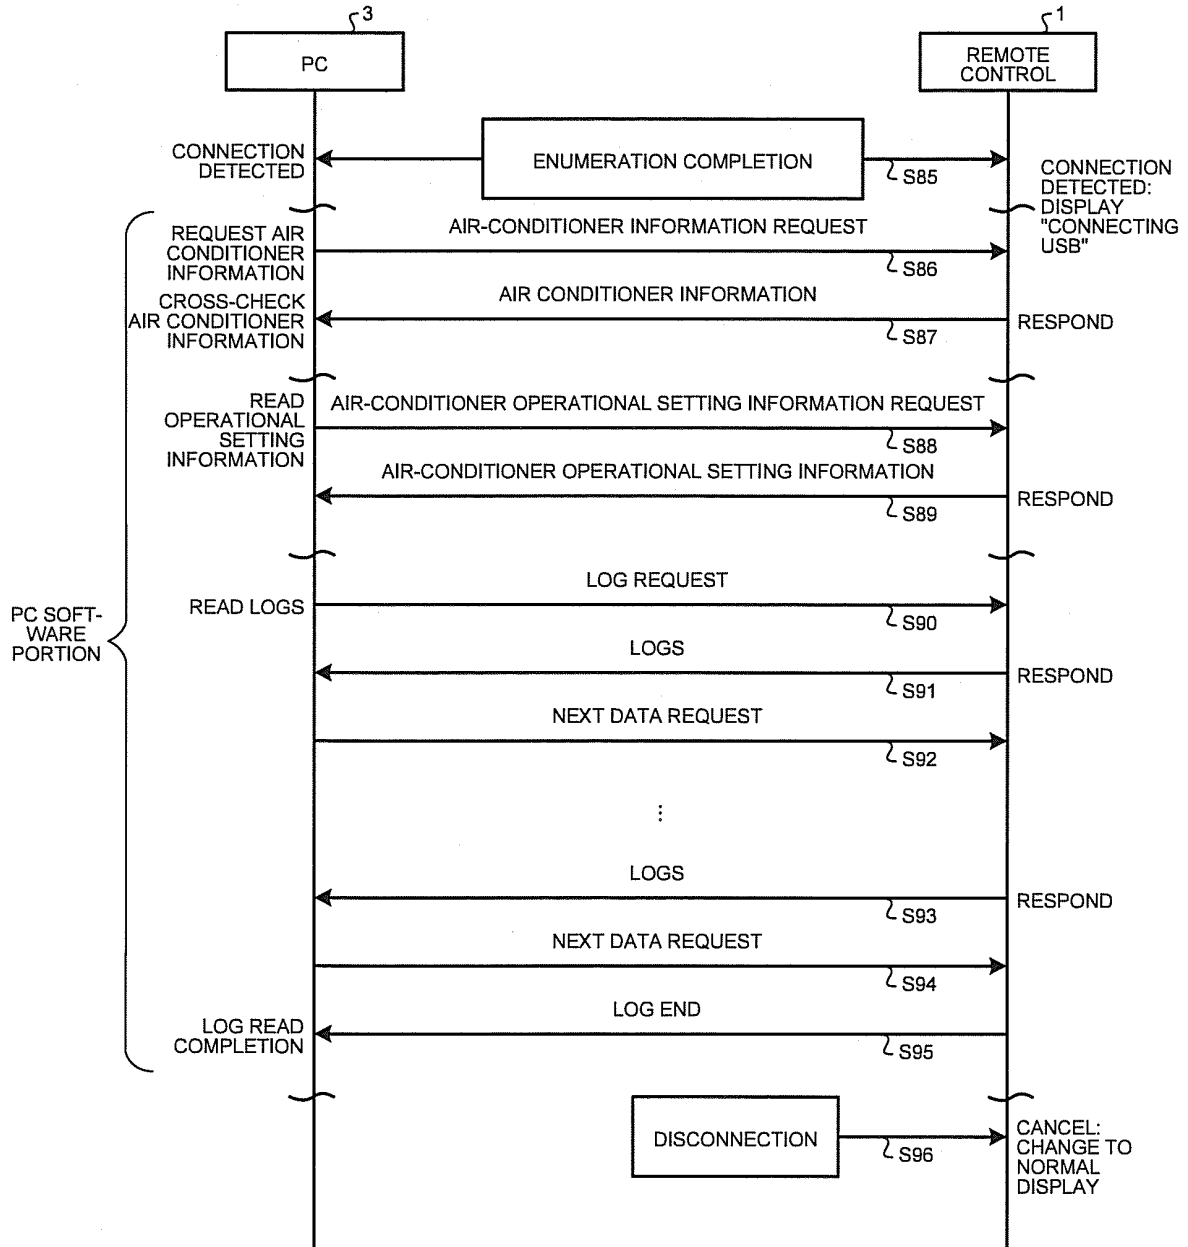 3
1
PC
REMOTE
CONTROL
CONNECTION
DETECTED
ENUMERATION COMPLETION
S85
CONNECTION
DETECTED:
DISPLAY
"CONNECTING
USB"
REQUEST AIR
CONDITIONER
INFORMATION
AIR-CONDITIONER INFORMATION REQUEST
S86
CROSS-CHECK
AIR CONDITIONER
INFORMATION
AIR CONDITIONER INFORMATION
S87
RESPOND
READ
OPERATIONAL
SETTING
INFORMATION
AIR-CONDITIONER OPERATIONAL SETTING INFORMATION REQUEST
S88
AIR-CONDITIONER OPERATIONAL SETTING INFORMATION
S89
RESPOND
PC SOFT-
WARE
PORTION
READ LOGS
LOG REQUEST
S90
LOGS
S91
RESPOND
NEXT DATA REQUEST
S92
⋮
LOGS
S93
RESPOND
NEXT DATA REQUEST
S94
LOG READ
COMPLETION
LOG END
S95
DISCONNECTION
S96
CANCEL:
CHANGE TO
NORMAL
DISPLAY